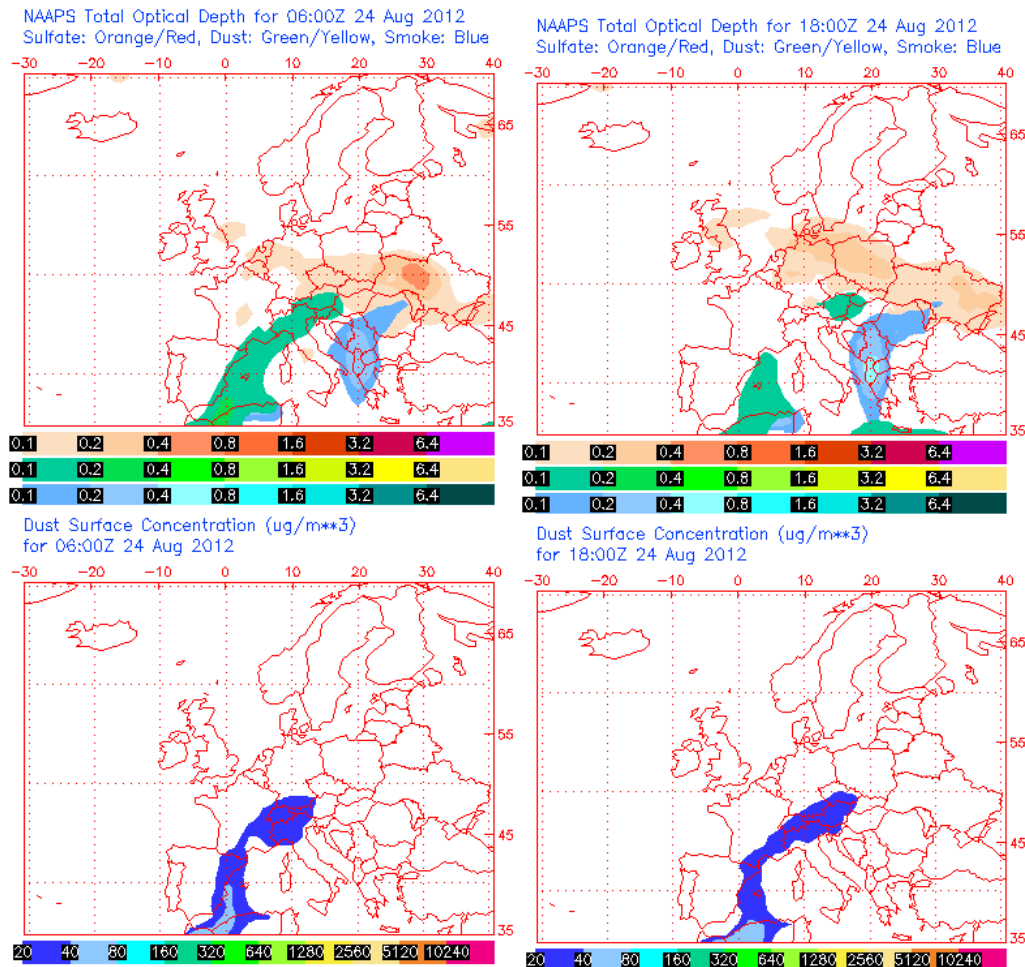 NAAPS Total Optical Depth for 06:00Z 24 Aug 2012
Sulfate: Orange/Red, Dust: Green/Yellow, Smoke: Blue
-30 -20 -10 0 10 20 30 40
65
55
45
35
0.1 0.2 0.4 0.8 1.6 3.2 6.4
0.1 0.2 0.4 0.8 1.6 3.2 6.4
0.1 0.2 0.4 0.8 1.6 3.2 6.4
NAAPS Total Optical Depth for 18:00Z 24 Aug 2012
Sulfate: Orange/Red, Dust: Green/Yellow, Smoke: Blue
-30 -20 -10 0 10 20 30 40
65
55
45
35
0.1 0.2 0.4 0.8 1.6 3.2 6.4
0.1 0.2 0.4 0.8 1.6 3.2 6.4
0.1 0.2 0.4 0.8 1.6 3.2 6.4
Dust Surface Concentration (ug/m**3)
for 06:00Z 24 Aug 2012
-30 -20 -10 0 10 20 30 40
65
55
45
35
20 40 80 160 320 640 1280 2560 5120 10240
Dust Surface Concentration (ug/m**3)
for 18:00Z 24 Aug 2012
-30 -20 -10 0 10 20 30 40
65
55
45
35
20 40 80 160 320 640 1280 2560 5120 10240